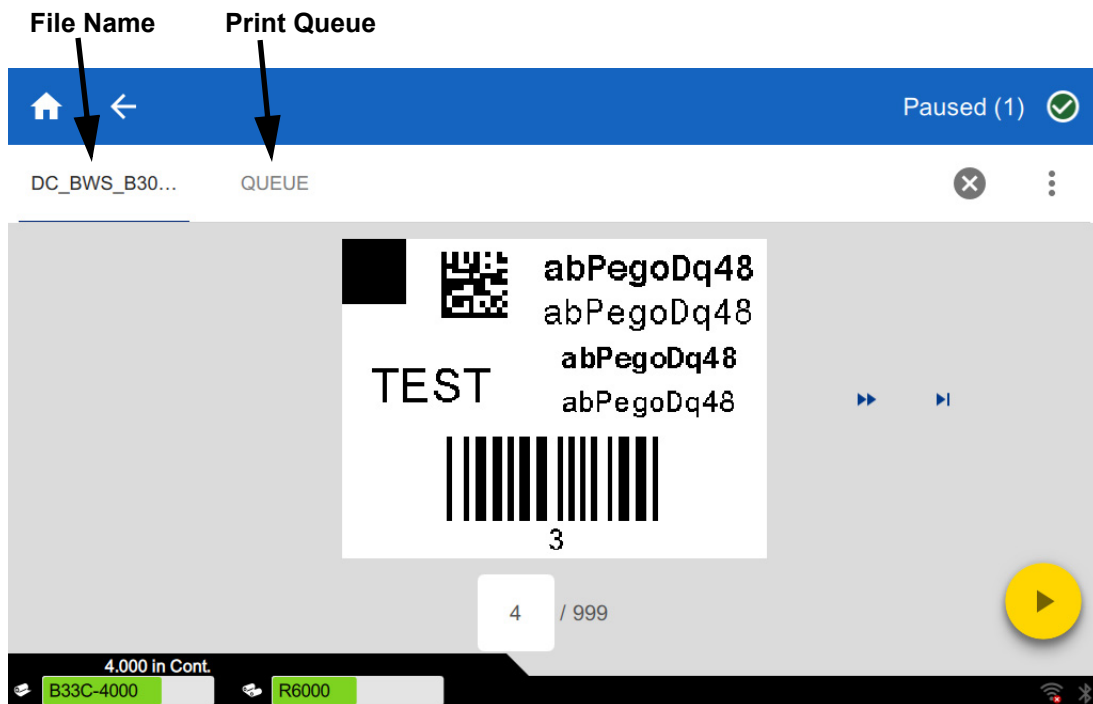 File Name Print Queue
Paused (1)
DC_BWS_B30... QUEUE
abPegoDq48
abPegoDq48
abPegoDq48
TEST
abPegoDq48
3
4 / 999
4.000 in Cont.
B33C-4000 R6000